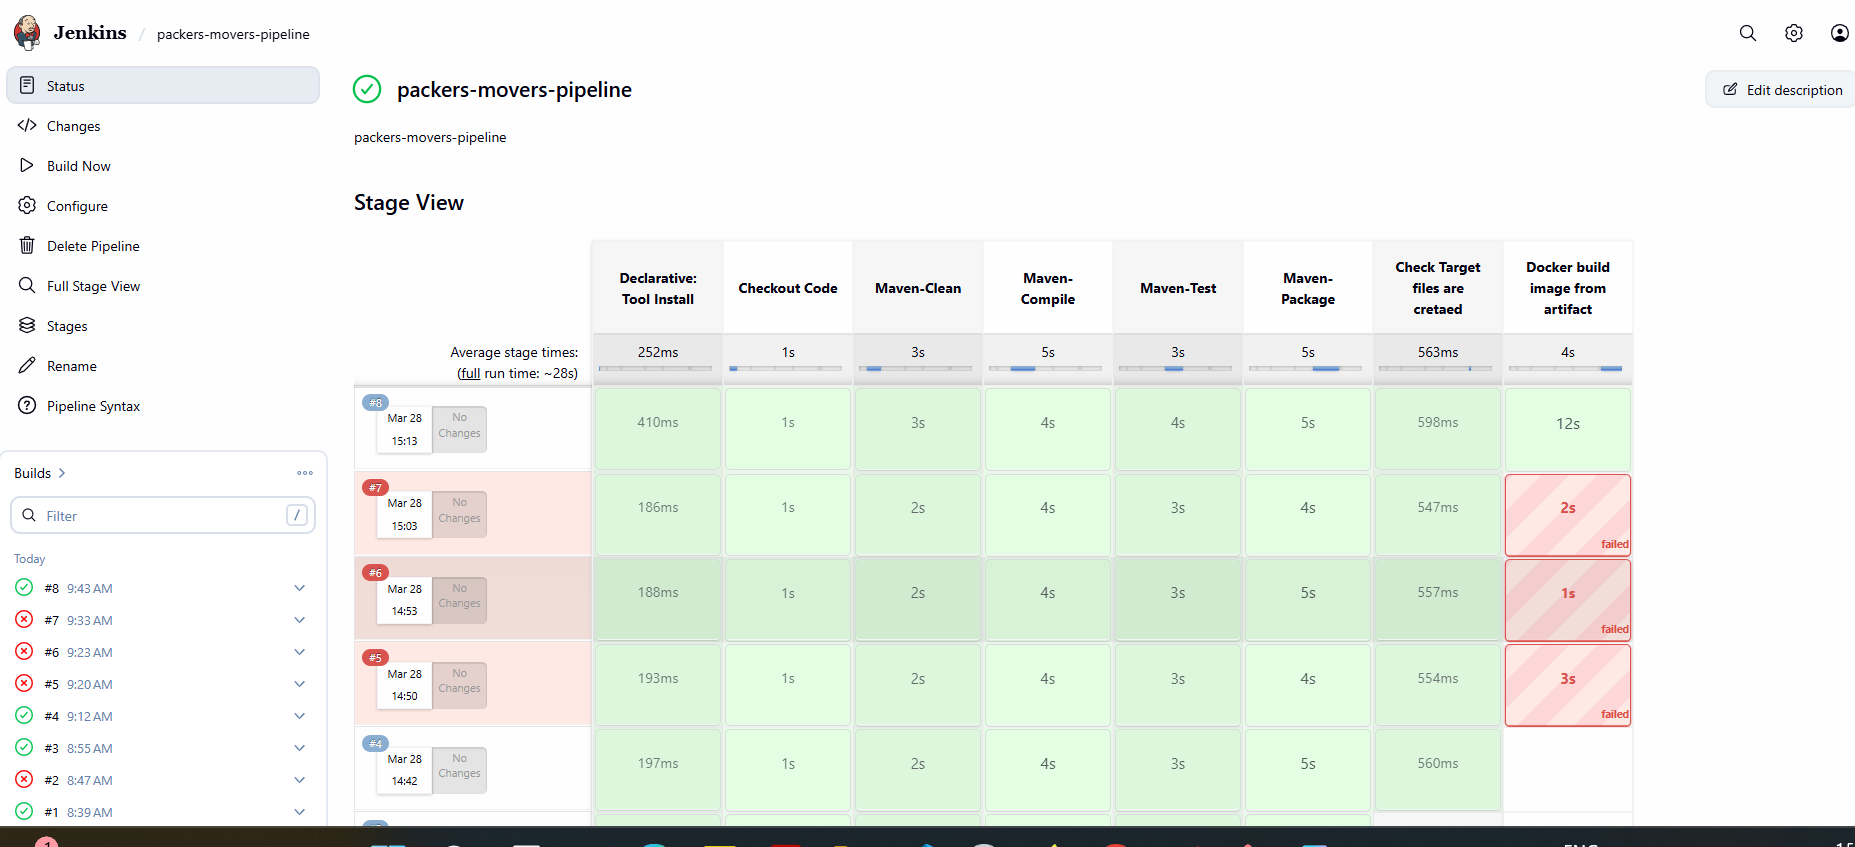 Jenkins / packers-movers-pipeline
Status
Changes
Build Now
Configure
Delete Pipeline
Full Stage View
Stages
Rename
Pipeline Syntax
Builds
Filter /
Today
#8 9:43 AM
#7 9:33 AM
#6 9:23 AM
#5 9:20 AM
#4 9:12 AM
#3 8:55 AM
#2 8:47 AM
#1 8:39 AM
packers-movers-pipeline
Edit description
packers-movers-pipeline
Stage View
Declarative:
Tool Install
Checkout Code
Maven-Clean
Maven-
Compile
Maven-Test
Maven-
Package
Check Target
files are
cretaed
Docker build
image from
artifact
Average stage times:
(full run time: ~28s)
252ms 1s 3s 5s 3s 5s 563ms 4s
#8
Mar 28
15:13
No
Changes
410ms 1s 3s 4s 4s 5s 598ms 12s
#7
Mar 28
15:03
No
Changes
186ms 1s 2s 4s 3s 4s 547ms 2s
failed
#6
Mar 28
14:53
No
Changes
188ms 1s 2s 4s 3s 5s 557ms 1s
failed
#5
Mar 28
14:50
No
Changes
193ms 1s 2s 4s 3s 4s 554ms 3s
failed
#4
Mar 28
14:42
No
Changes
197ms 1s 2s 4s 3s 5s 560ms